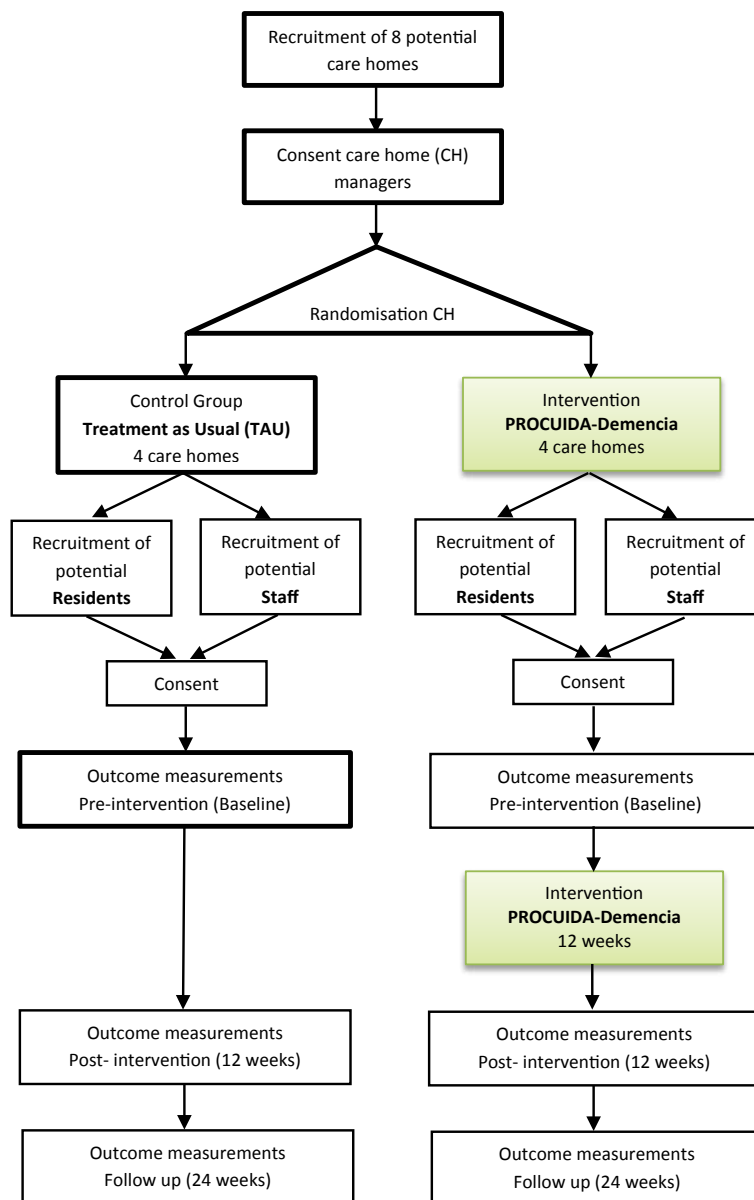 Recruitment of 8 potential
care homes
Consent care home (CH)
managers
Randomisation CH
Control Group
Treatment as Usual (TAU)
4 care homes
Intervention
PROCUIDA-Demencia
4 care homes
Recruitment of
potential
Residents
Recruitment of
potential
Staff
Recruitment of
potential
Residents
Recruitment of
potential
Staff
Consent
Consent
Outcome measurements
Pre-intervention (Baseline)
Outcome measurements
Pre-intervention (Baseline)
Intervention
PROCUIDA-Demencia
12 weeks
Outcome measurements
Post- intervention (12 weeks)
Outcome measurements
Post- intervention (12 weeks)
Outcome measurements
Follow up (24 weeks)
Outcome measurements
Follow up (24 weeks)